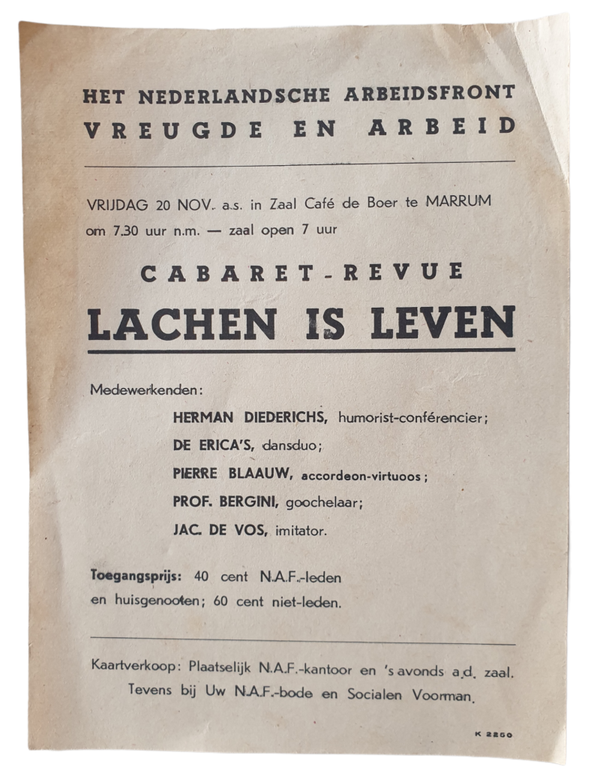 HET NEDERLANDSCHE ARBEIDSFRONT
VREUGDE EN ARBEID
VRIJDAG 20 NOV. a.s. in Zaal Café de Boer te MARRUM
om 7.30 uur n.m. — zaal open 7 uur
CABARET-REVUE
LACHEN IS LEVEN
Medewerkenden:
HERMAN DIEDERICHS, humorist-conférencier;
DE ERICA'S, dansduo;
PIERRE BLAAUW, accordeon-virtuoos;
PROF. BERGINI, goochelaar;
JAC. DE VOS, imitator.
Toegangsprijs: 40 cent N.A.F.-leden
en huisgenooten; 60 cent niet-leden.
Kaartverkoop: Plaatselijk N.A.F.-kantoor en 's avonds a.d. zaal.
Tevens bij Uw N.A.F.-bode en Socialen Voorman.
K 2250